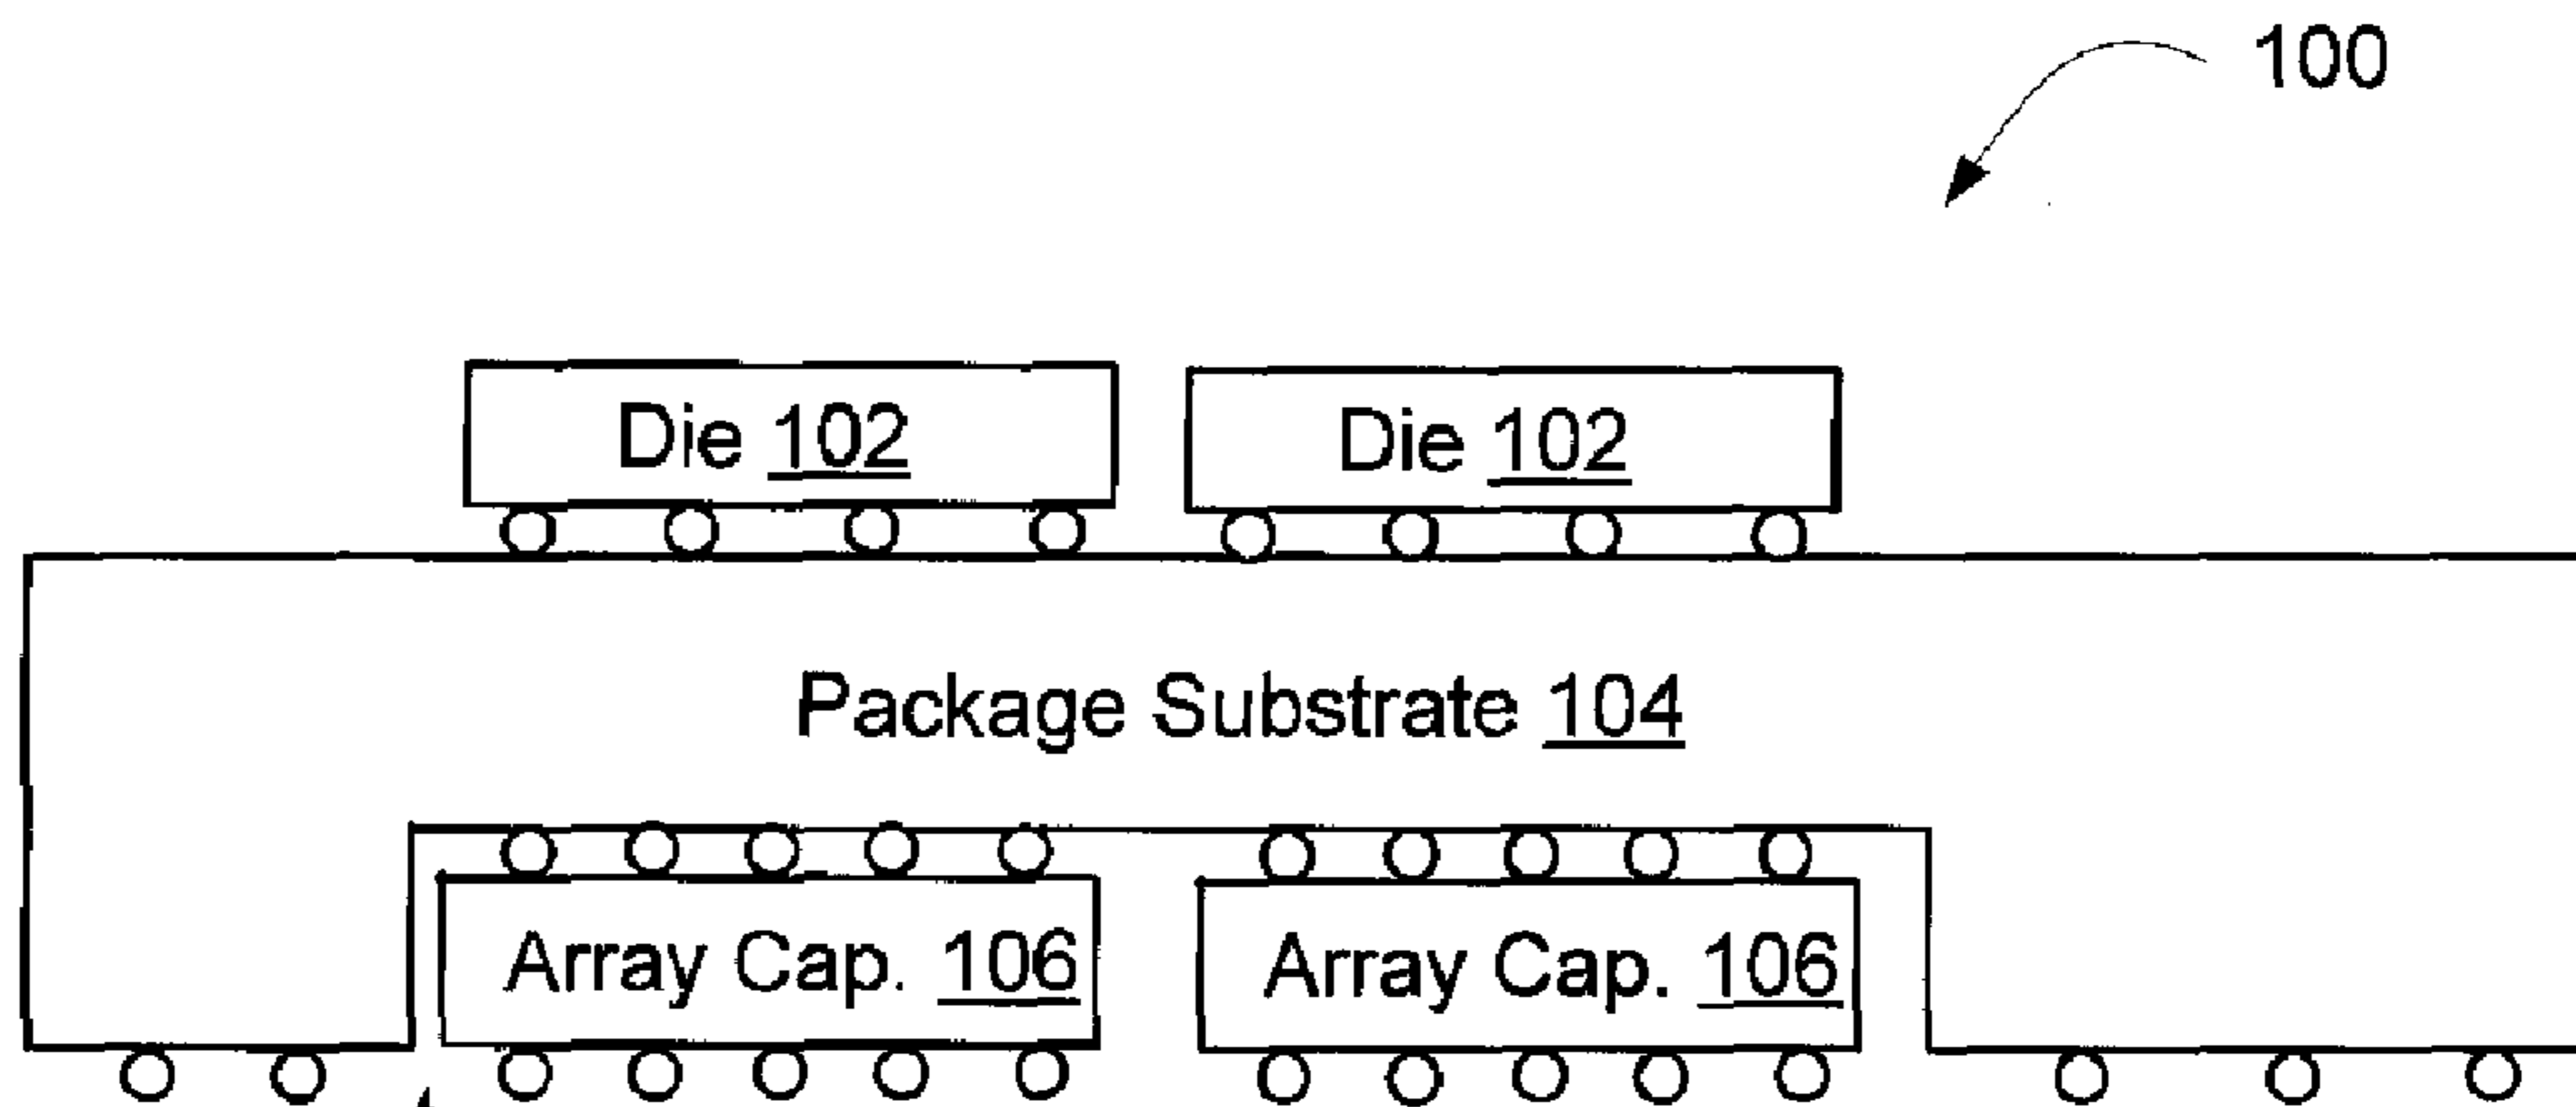 100
Die 102
Die 102
Package Substrate 104
Array Cap. 106
Array Cap. 106